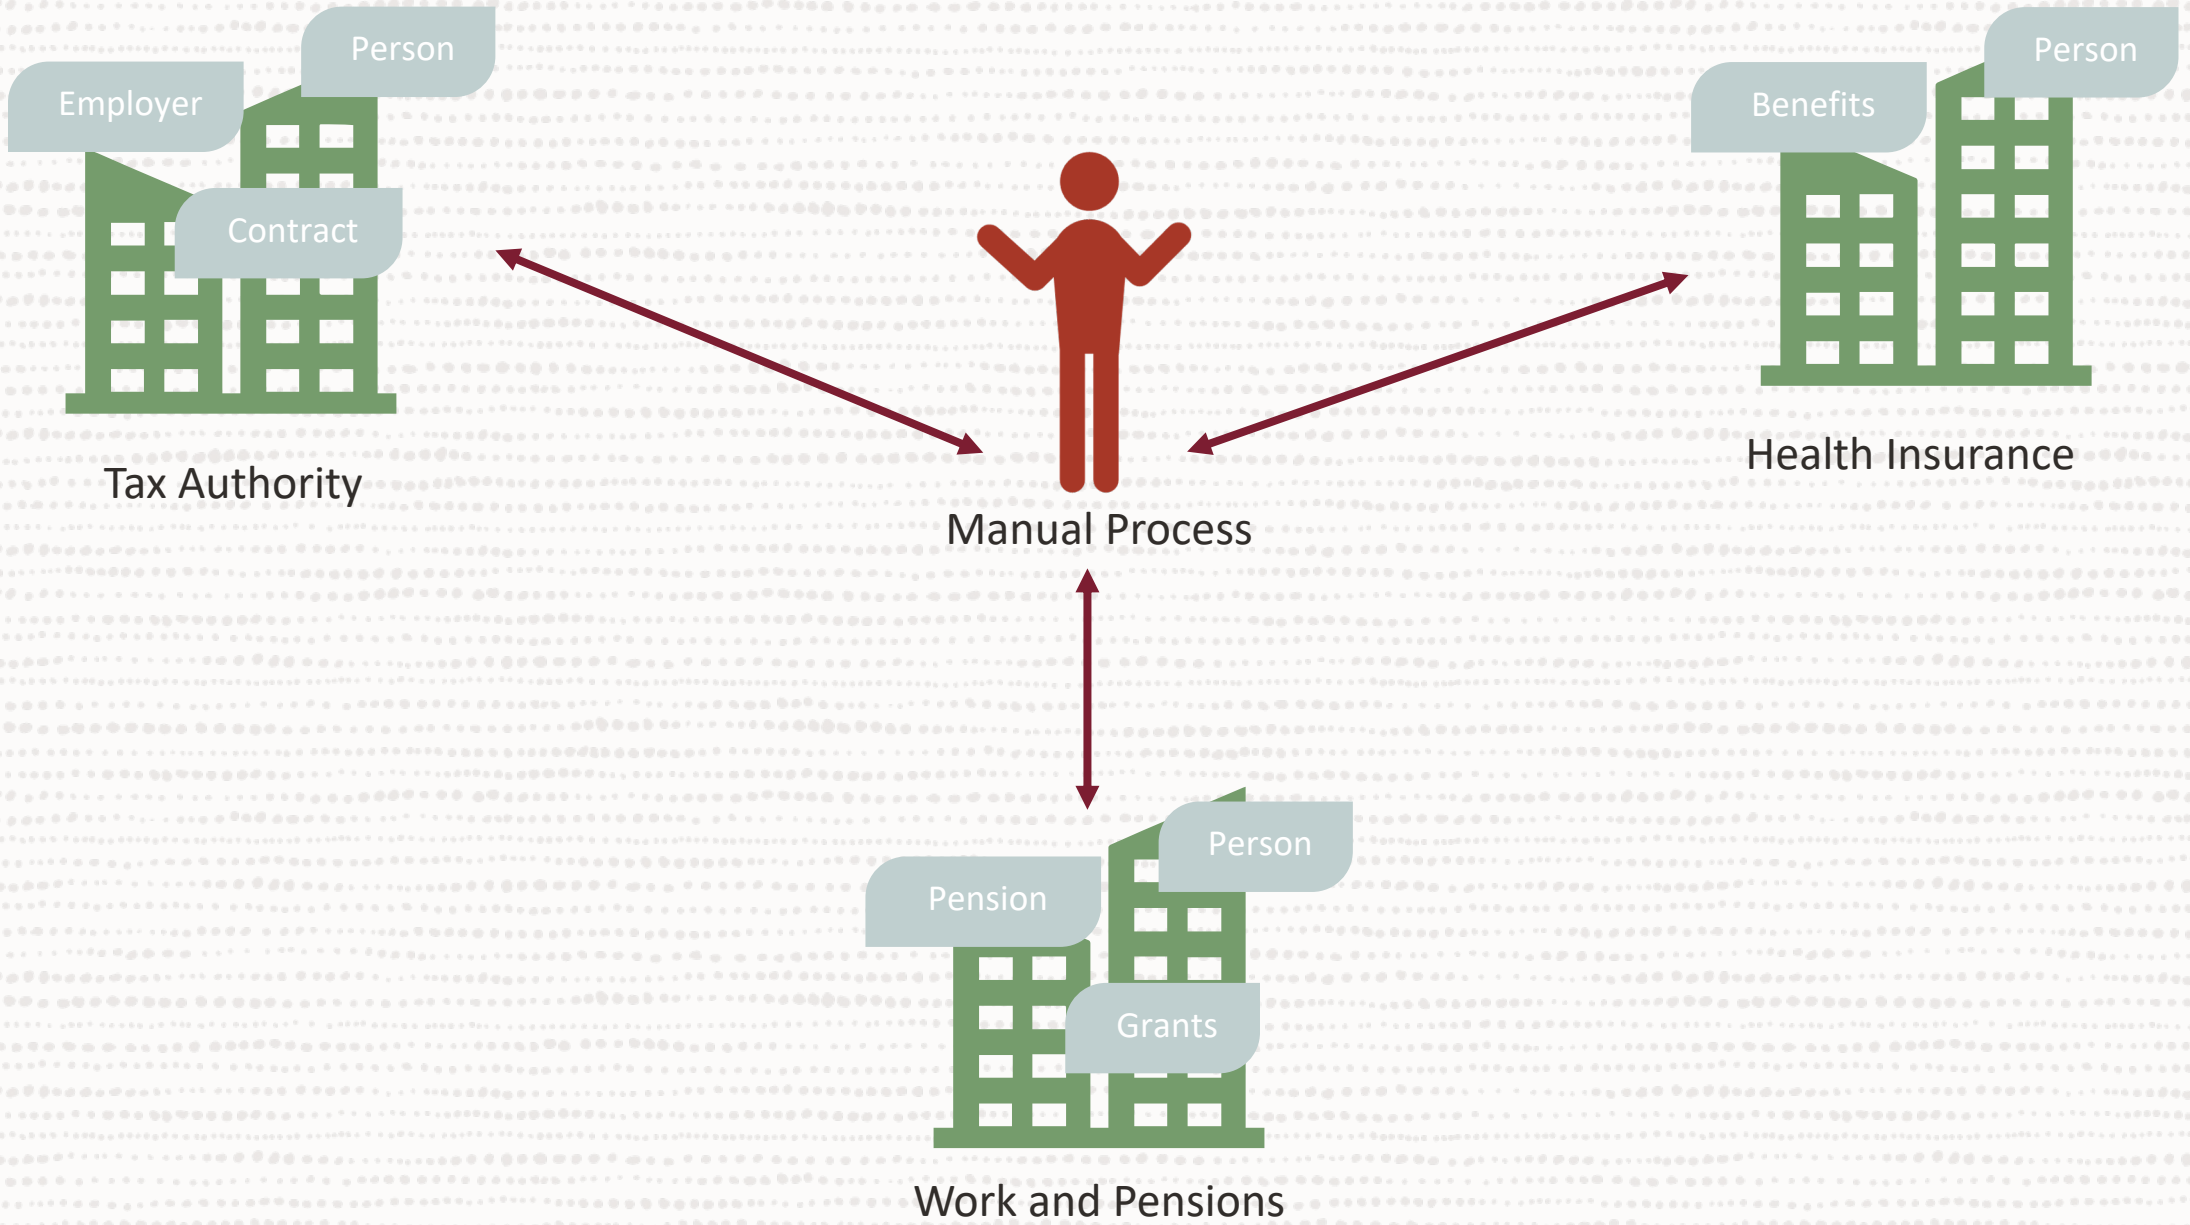 Person
Employer
Contract
Tax Authority
Manual Process
Person
Benefits
Health Insurance
Person
Pension
Grants
Work and Pensions